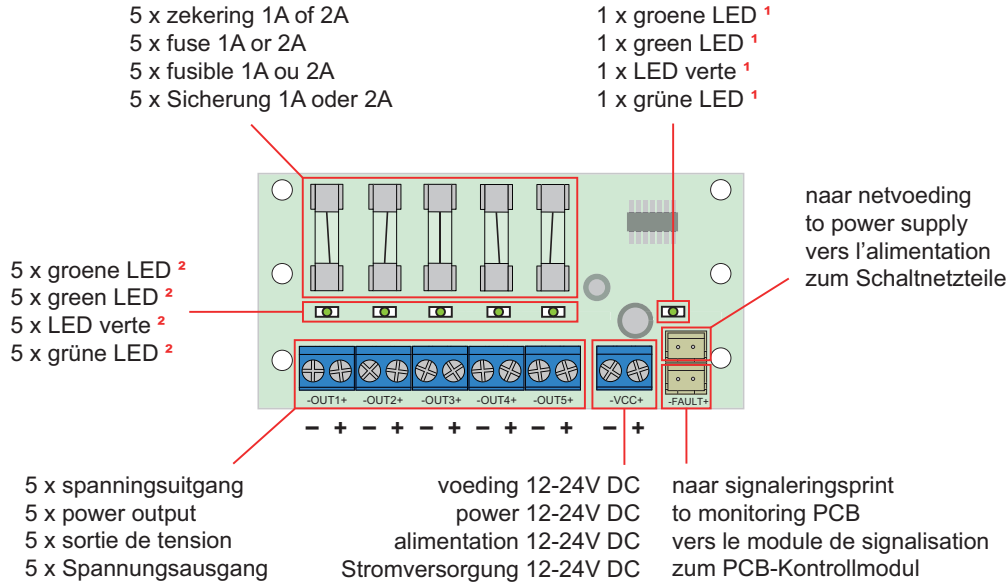 5 x zekering 1A of 2A
5 x fuse 1A or 2A
5 x fusible 1A ou 2A
5 x Sicherung 1A oder 2A
1 x groene LED ¹
1 x green LED ¹
1 x LED verte ¹
1 x grüne LED ¹
naar netvoeding
to power supply
vers l'alimentation
zum Schaltnetzteile
5 x groene LED ²
5 x green LED ²
5 x LED verte ²
5 x grüne LED ²
-OUT1+ -OUT2+ -OUT3+ -OUT4+ -OUT5+ -VCC+ -FAULT+
− + − + − + − + − + − +
5 x spanningsuitgang
5 x power output
5 x sortie de tension
5 x Spannungsausgang
voeding 12-24V DC
power 12-24V DC
alimentation 12-24V DC
Stromversorgung 12-24V DC
naar signaleringsprint
to monitoring PCB
vers le module de signalisation
zum PCB-Kontrollmodul